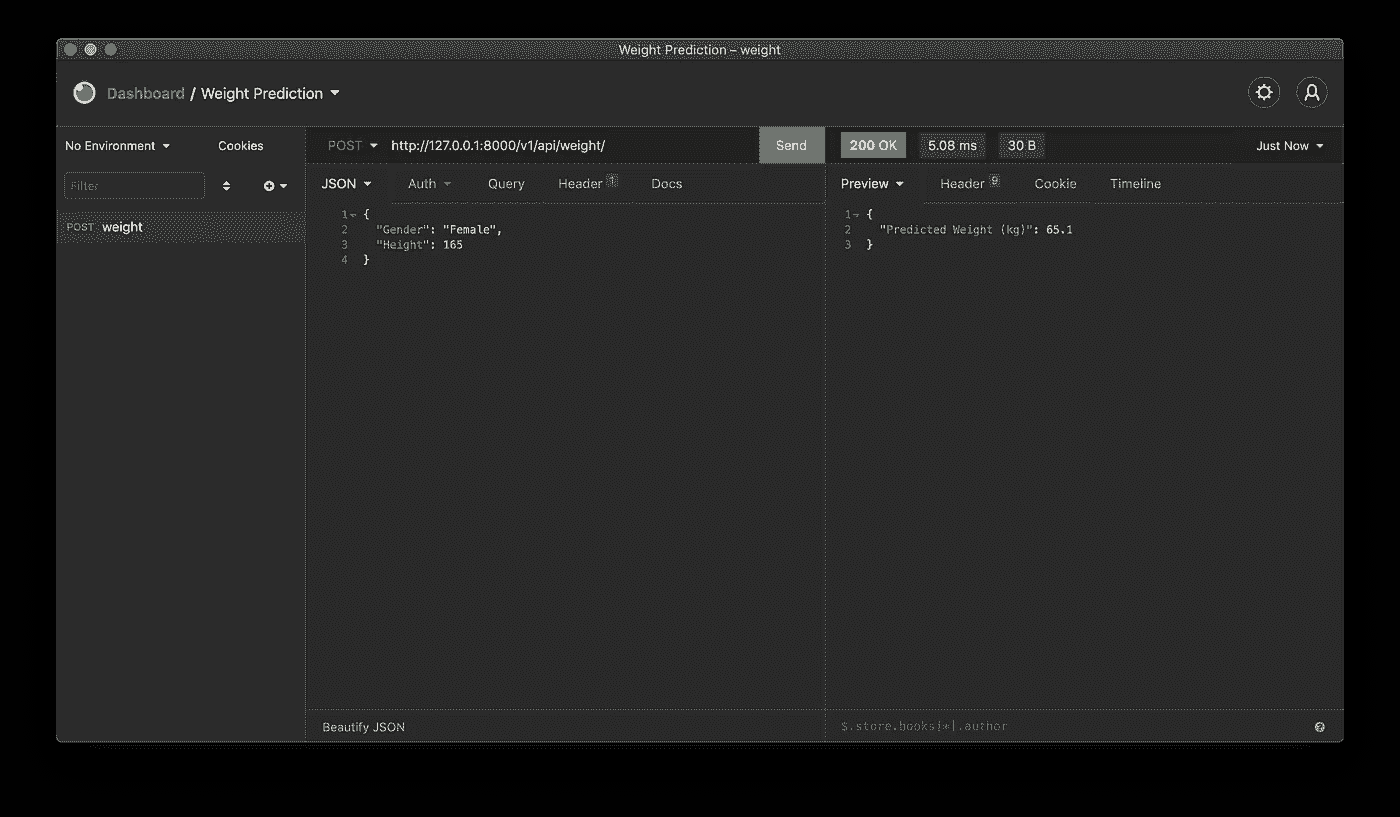 Weight Prediction – weight
Dashboard / Weight Prediction
No Environment Cookies
POST http://127.0.0.1:8000/v1/api/weight/ Send
200 OK 5.08 ms 30 B Just Now
Filter
JSON Auth Query Header 1 Docs
Preview Header 9 Cookie Timeline
POST weight
1 {
2 "Gender": "Female",
3 "Height": 165
4 }
1 {
2 "Predicted Weight (kg)": 65.1
3 }
Beautify JSON
$.store.books[*].author